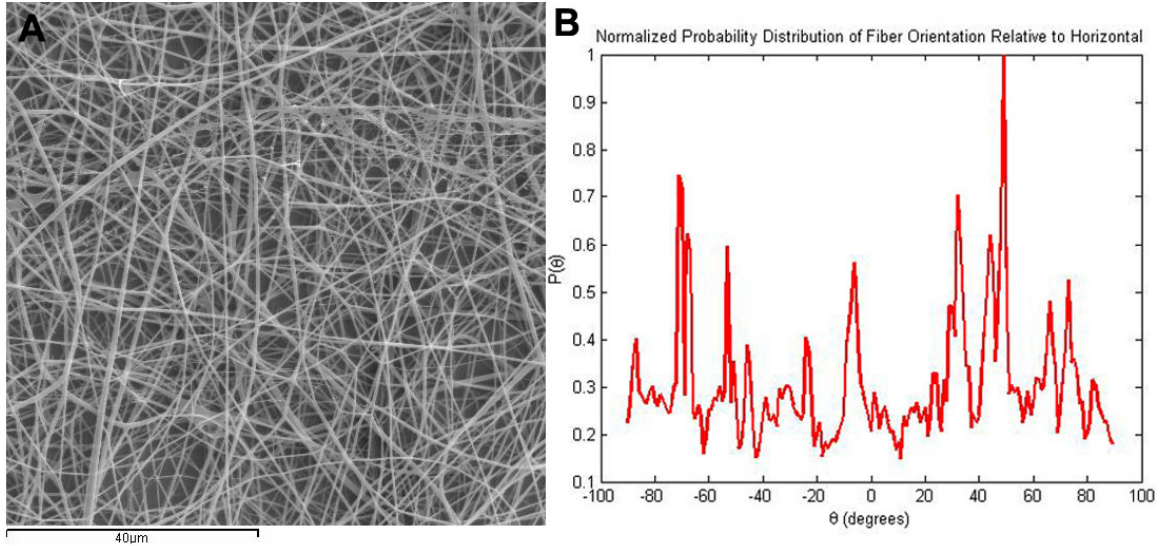 A
40µm
B
Normalized Probability Distribution of Fiber Orientation Relative to Horizontal
1
0.9
0.8
0.7
0.6
0.5
0.4
0.3
0.2
0.1
P(θ)
-100 -80 -60 -40 -20 0 20 40 60 80 100
θ (degrees)